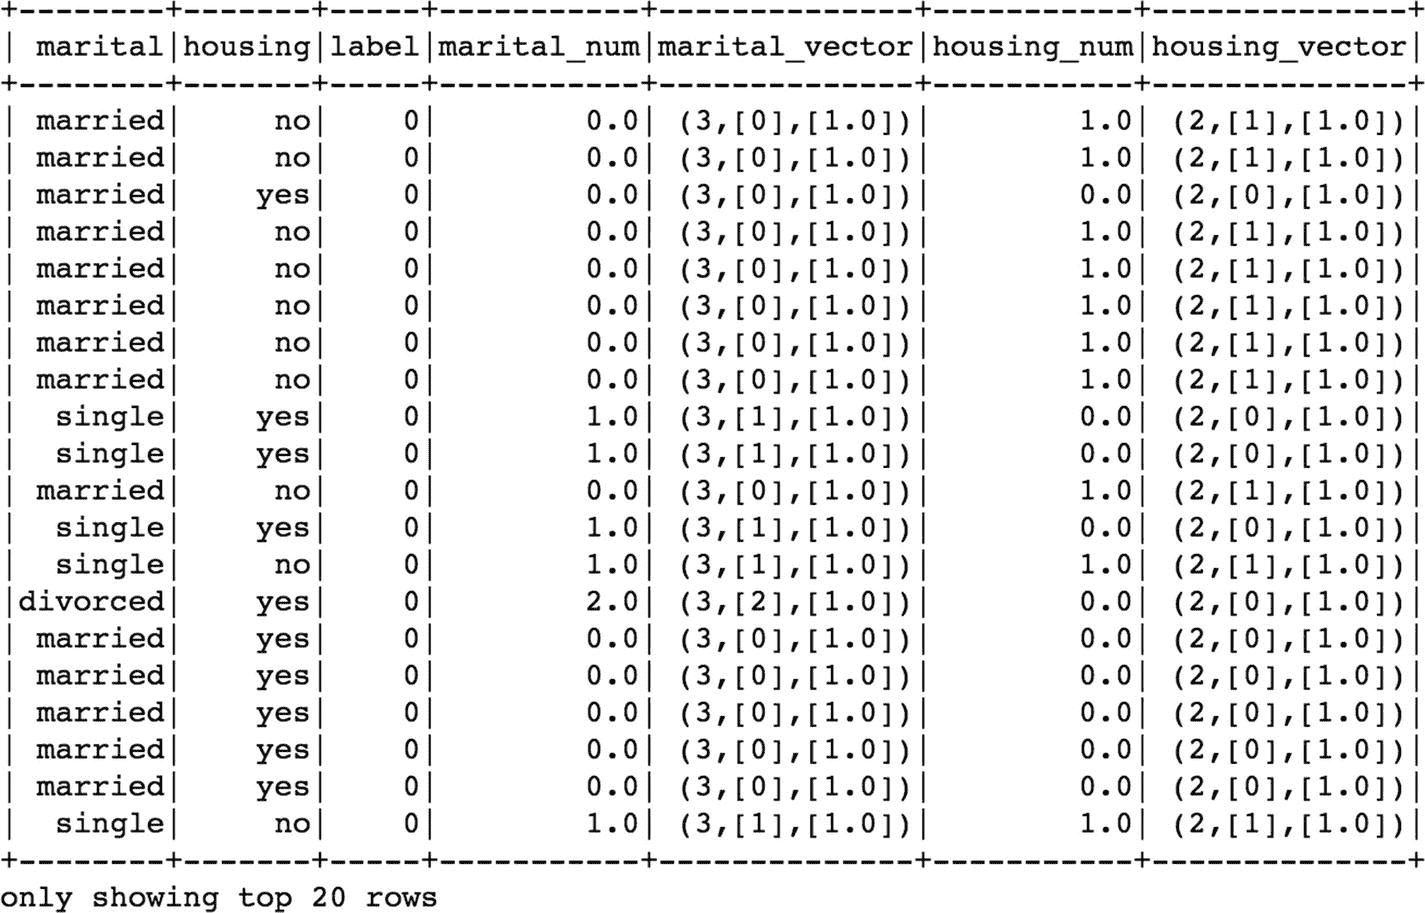 +--------+-------+-----+-----------+--------------+-----------+--------------+
| marital|housing|label|marital_num|marital_vector|housing_num|housing_vector|
+--------+-------+-----+-----------+--------------+-----------+--------------+
| married|     no|    0|        0.0| (3,[0],[1.0])|        1.0| (2,[1],[1.0])|
| married|     no|    0|        0.0| (3,[0],[1.0])|        1.0| (2,[1],[1.0])|
| married|    yes|    0|        0.0| (3,[0],[1.0])|        0.0| (2,[0],[1.0])|
| married|     no|    0|        0.0| (3,[0],[1.0])|        1.0| (2,[1],[1.0])|
| married|     no|    0|        0.0| (3,[0],[1.0])|        1.0| (2,[1],[1.0])|
| married|     no|    0|        0.0| (3,[0],[1.0])|        1.0| (2,[1],[1.0])|
| married|     no|    0|        0.0| (3,[0],[1.0])|        1.0| (2,[1],[1.0])|
| married|     no|    0|        0.0| (3,[0],[1.0])|        1.0| (2,[1],[1.0])|
|  single|    yes|    0|        1.0| (3,[1],[1.0])|        0.0| (2,[0],[1.0])|
|  single|    yes|    0|        1.0| (3,[1],[1.0])|        0.0| (2,[0],[1.0])|
| married|     no|    0|        0.0| (3,[0],[1.0])|        1.0| (2,[1],[1.0])|
|  single|    yes|    0|        1.0| (3,[1],[1.0])|        0.0| (2,[0],[1.0])|
|  single|     no|    0|        1.0| (3,[1],[1.0])|        1.0| (2,[1],[1.0])|
|divorced|    yes|    0|        2.0| (3,[2],[1.0])|        0.0| (2,[0],[1.0])|
| married|    yes|    0|        0.0| (3,[0],[1.0])|        0.0| (2,[0],[1.0])|
| married|    yes|    0|        0.0| (3,[0],[1.0])|        0.0| (2,[0],[1.0])|
| married|    yes|    0|        0.0| (3,[0],[1.0])|        0.0| (2,[0],[1.0])|
| married|    yes|    0|        0.0| (3,[0],[1.0])|        0.0| (2,[0],[1.0])|
| married|    yes|    0|        0.0| (3,[0],[1.0])|        0.0| (2,[0],[1.0])|
|  single|     no|    0|        1.0| (3,[1],[1.0])|        1.0| (2,[1],[1.0])|
+--------+-------+-----+-----------+--------------+-----------+--------------+
only showing top 20 rows